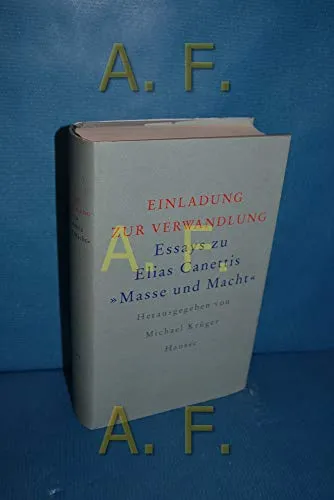 A. F.
EINLADUNG
ZUR VERWANDLUNG
Essays zu
Elias Canettis
»Masse und Macht«
Herausgegeben von
Michael Krüger
Hanser
A. F.
A. F.